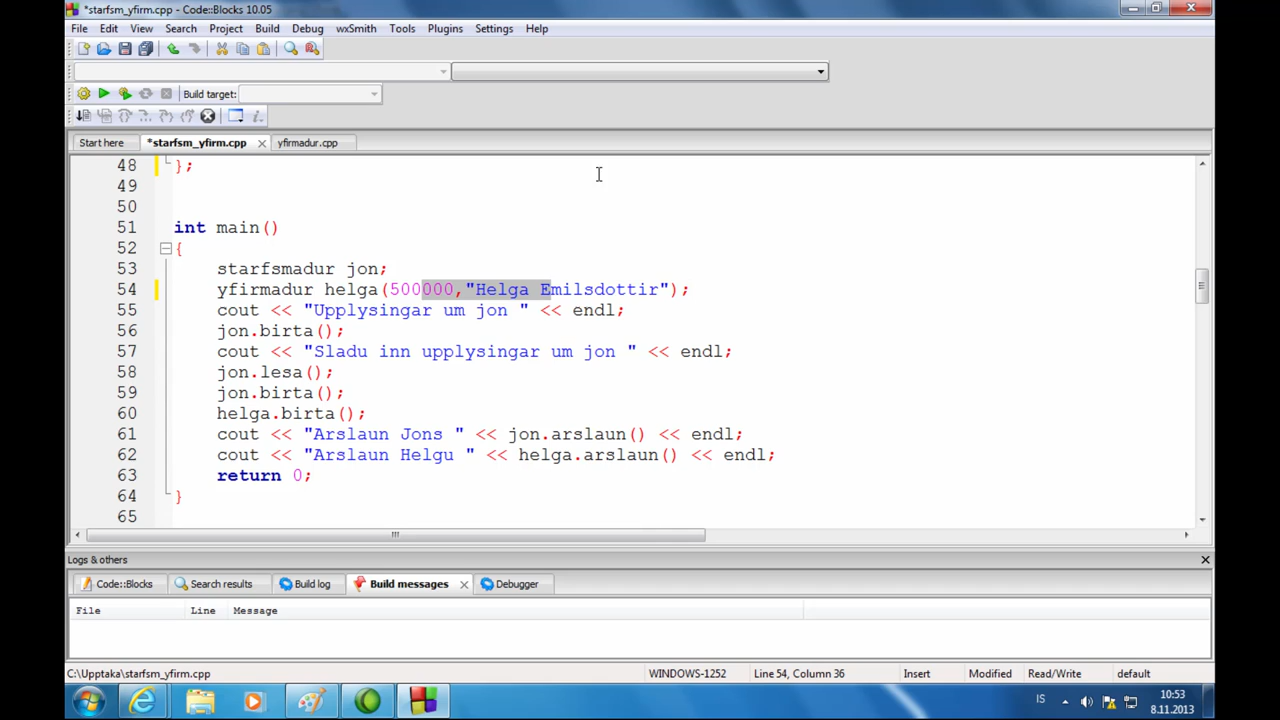 *starfsm_yfirm.cpp - Code::Blocks 10.05
File Edit View Search Project Build Debug wxSmith Tools Plugins Settings Help
Build target:
Start here *starfsm_yfirm.cpp yfirmadur.cpp
48 };
49
50
51 int main()
52 {
53 starfsmadur jon;
54 yfirmadur helga(500000,"Helga Emilsdottir");
55 cout << "Upplysingar um jon " << endl;
56 jon.birta();
57 cout << "Sladu inn upplysingar um jon " << endl;
58 jon.lesa();
59 jon.birta();
60 helga.birta();
61 cout << "Arslaun Jons " << jon.arslaun() << endl;
62 cout << "Arslaun Helgu " << helga.arslaun() << endl;
63 return 0;
64 }
65
Logs & others
Code::Blocks Search results Build log Build messages Debugger
File Line Message
C:\Upptaka\starfsm_yfirm.cpp WINDOWS-1252 Line 54, Column 36 Insert Modified Read/Write default
IS 10:53
8.11.2013